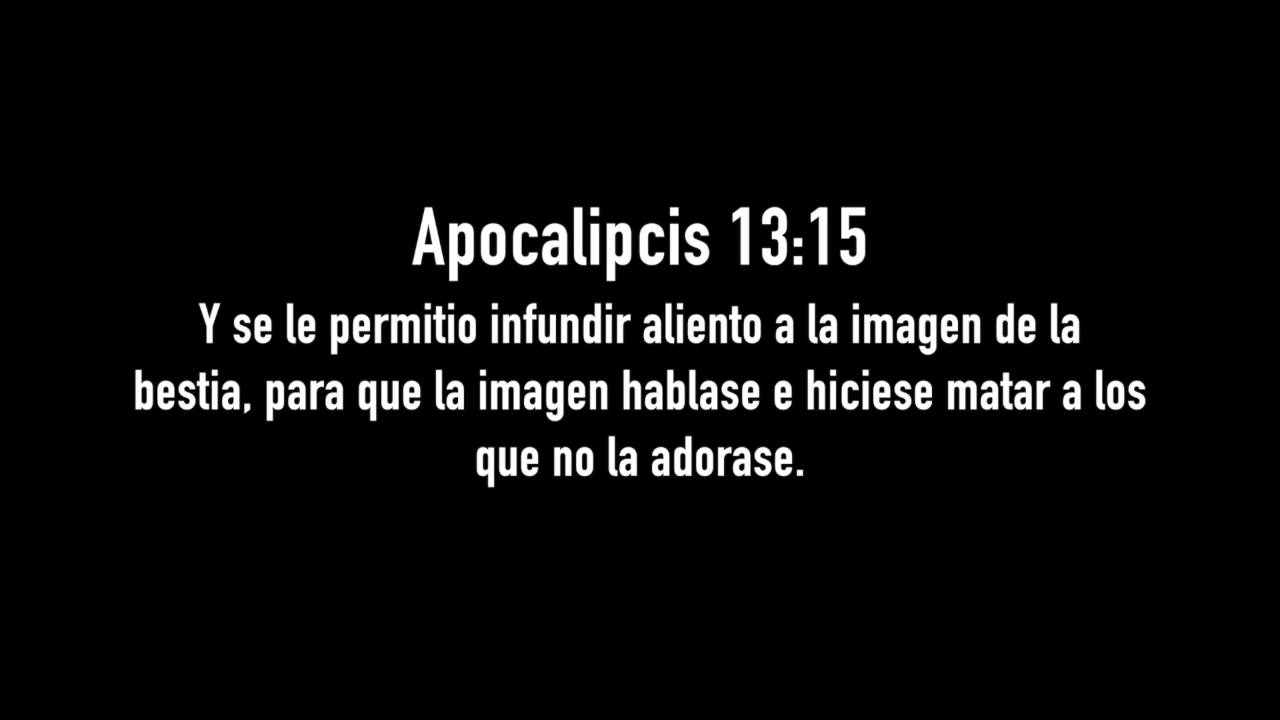 Apocalipcis 13:15
Y se le permitio infundir aliento a la imagen de la
bestia, para que la imagen hablase e hiciese matar a los
que no la adorase.